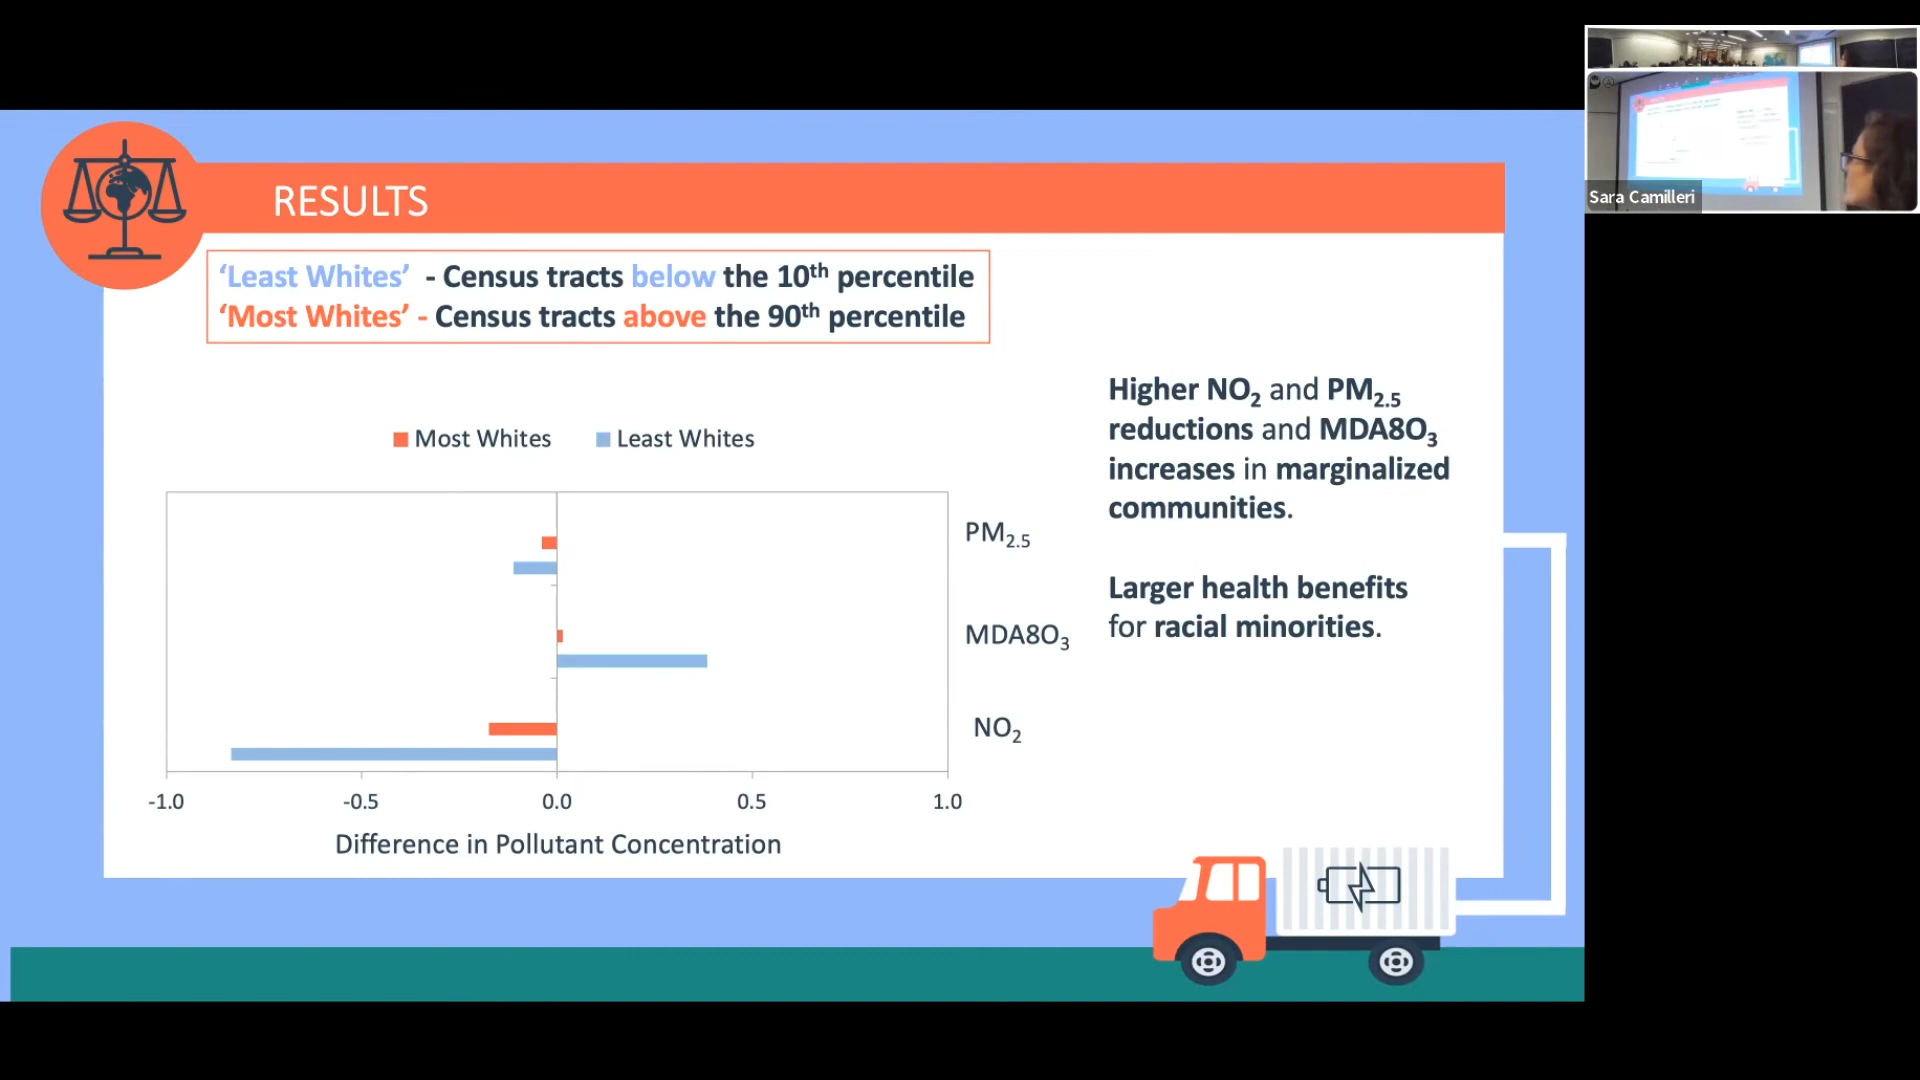 RESULTS
‘Least Whites’ - Census tracts below the 10th percentile
‘Most Whites’ - Census tracts above the 90th percentile
Most Whites Least Whites
PM2.5
MDA8O3
NO2
-1.0 -0.5 0.0 0.5 1.0
Difference in Pollutant Concentration
Higher NO2 and PM2.5
reductions and MDA8O3
increases in marginalized
communities.
Larger health benefits
for racial minorities.
Sara Camilleri